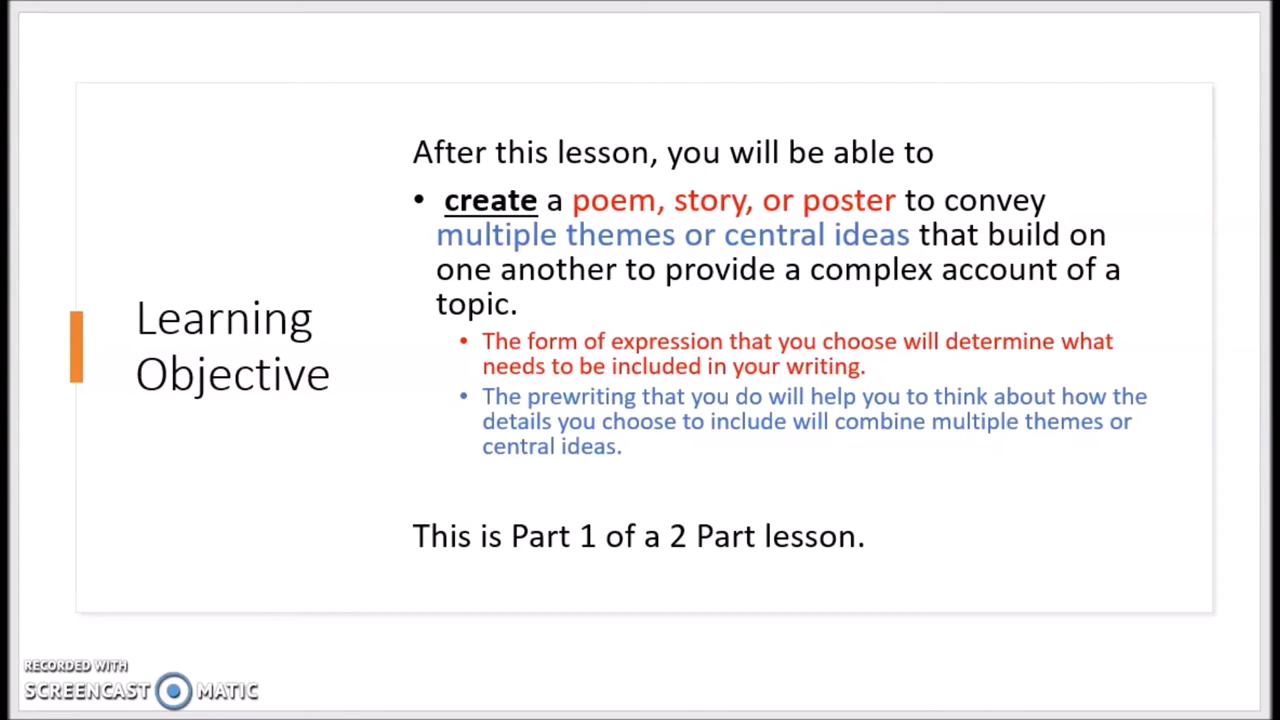 Learning
Objective
After this lesson, you will be able to
• create a poem, story, or poster to convey
multiple themes or central ideas that build on
one another to provide a complex account of a
topic.
• The form of expression that you choose will determine what
needs to be included in your writing.
• The prewriting that you do will help you to think about how the
details you choose to include will combine multiple themes or
central ideas.
This is Part 1 of a 2 Part lesson.
RECORDED WITH
SCREENCAST MATIC